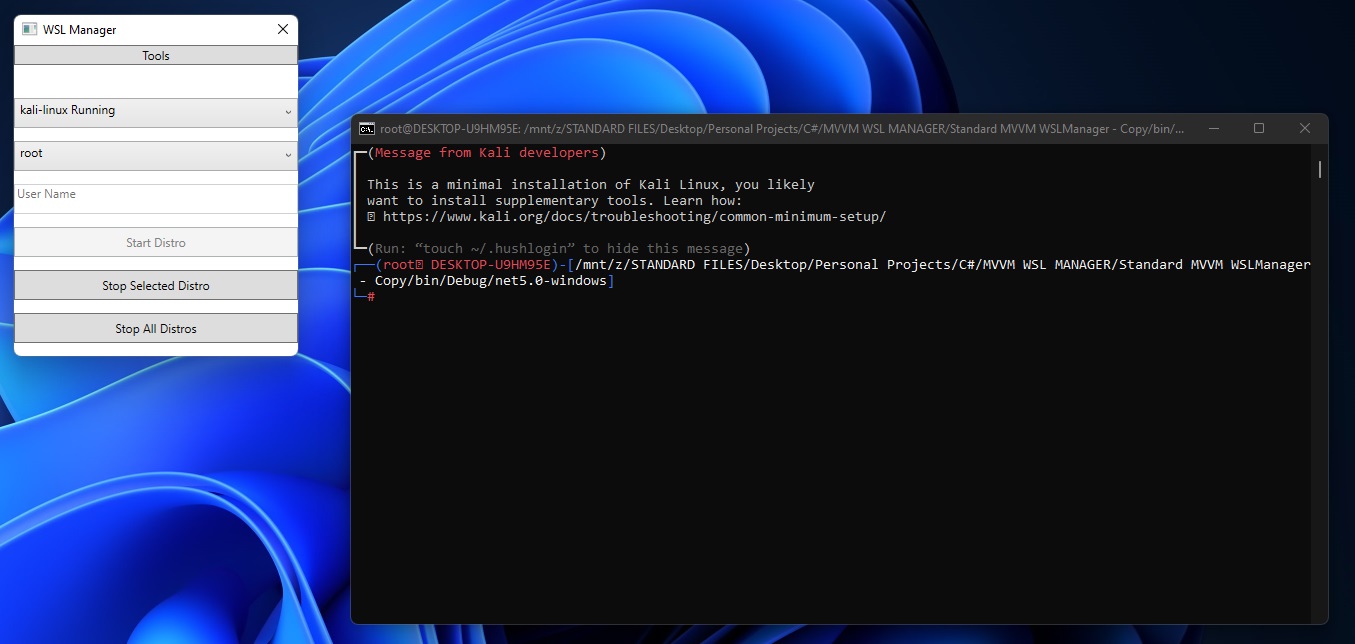 WSL Manager
Tools
kali-linux Running
root
User Name
Start Distro
Stop Selected Distro
Stop All Distros
root@DESKTOP-U9HM95E: /mnt/z/STANDARD FILES/Desktop/Personal Projects/C#/MVVM WSL MANAGER/Standard MVVM WSLManager - Copy/bin/...
(Message from Kali developers)
This is a minimal installation of Kali Linux, you likely
want to install supplementary tools. Learn how:
https://www.kali.org/docs/troubleshooting/common-minimum-setup/
(Run: “touch ~/.hushlogin” to hide this message)
(root DESKTOP-U9HM95E)-[/mnt/z/STANDARD FILES/Desktop/Personal Projects/C#/MVVM WSL MANAGER/Standard MVVM WSLManager
- Copy/bin/Debug/net5.0-windows]
#